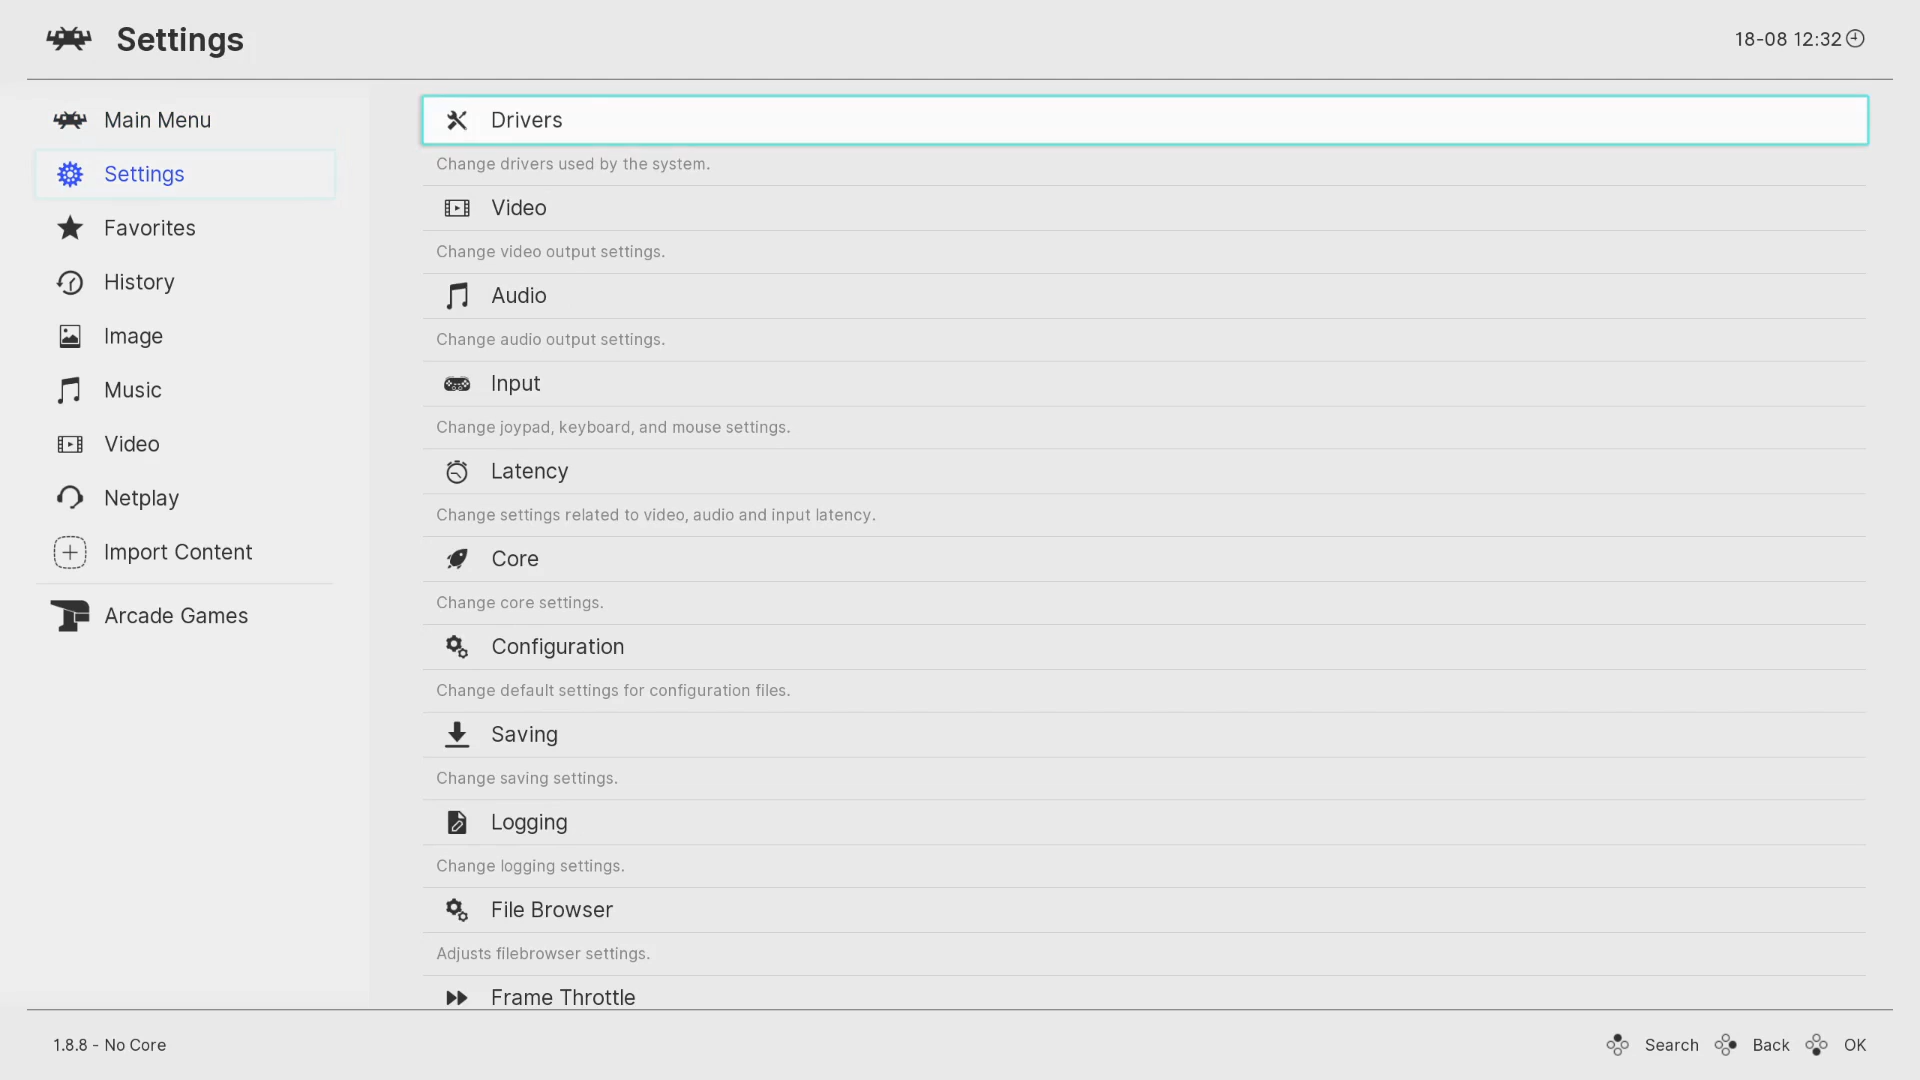 Settings
18-08 12:32
Main Menu
Settings
Favorites
History
Image
Music
Video
Netplay
Import Content
Arcade Games
Drivers
Change drivers used by the system.
Video
Change video output settings.
Audio
Change audio output settings.
Input
Change joypad, keyboard, and mouse settings.
Latency
Change settings related to video, audio and input latency.
Core
Change core settings.
Configuration
Change default settings for configuration files.
Saving
Change saving settings.
Logging
Change logging settings.
File Browser
Adjusts filebrowser settings.
Frame Throttle
1.8.8 - No Core
Search Back OK